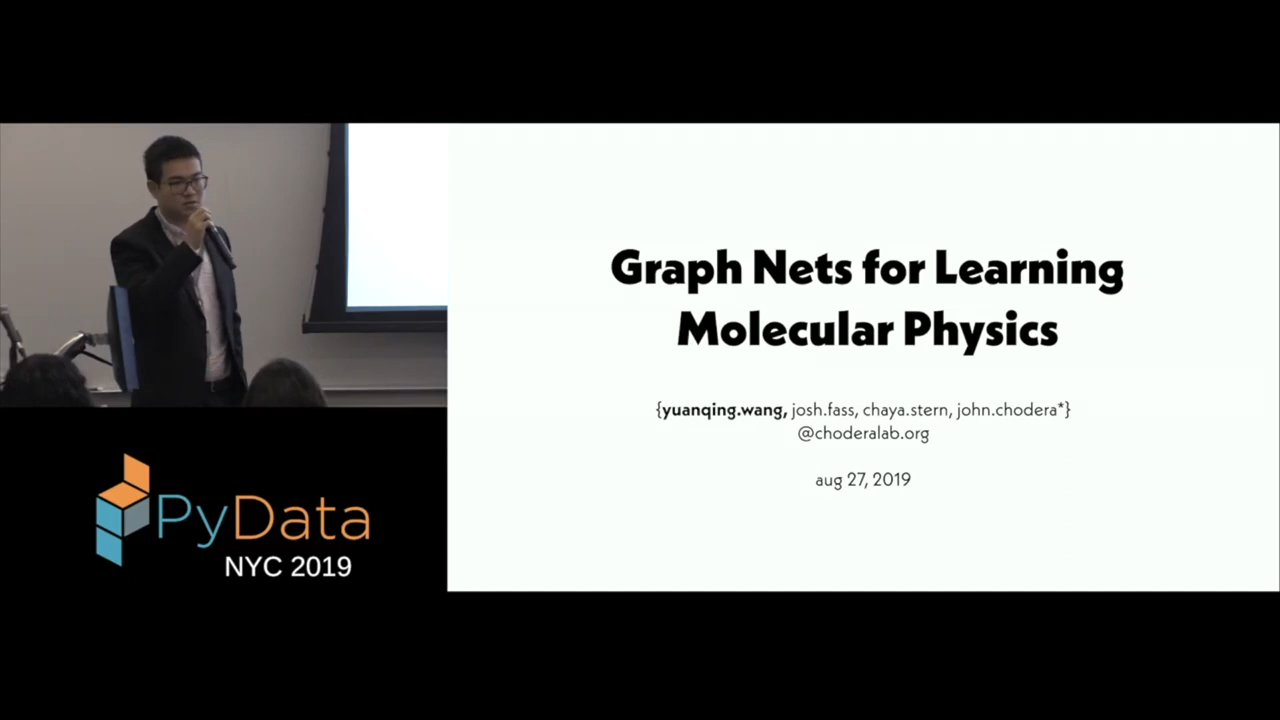 Graph Nets for Learning
Molecular Physics
{yuanqing.wang, josh.fass, chaya.stern, john.chodera*}
@choderalab.org
aug 27, 2019
PyData
NYC 2019